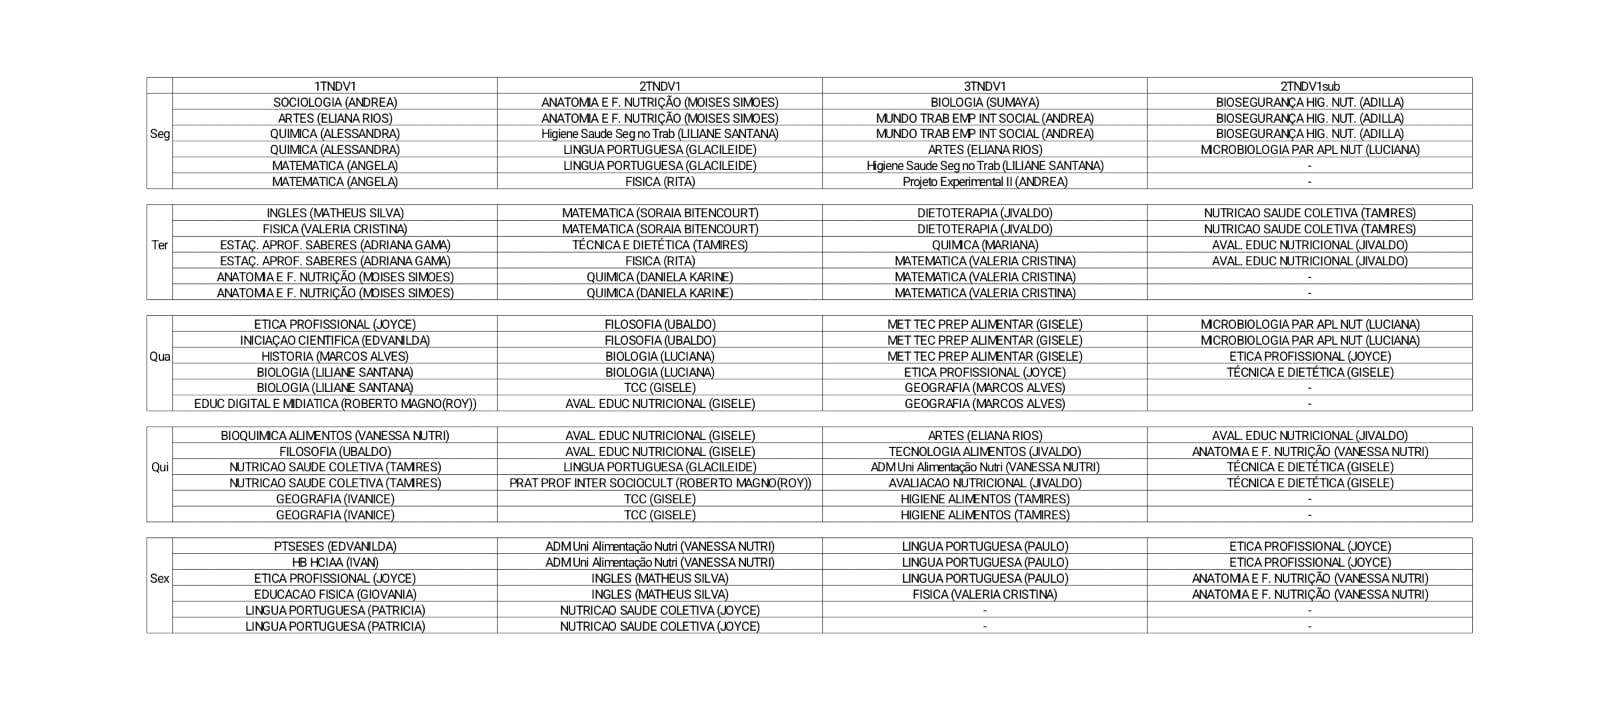 1TNDV1 2TNDV1 3TNDV1 2TNDV1sub
SOCIOLOGIA (ANDREA) ANATOMIA E F. NUTRIÇÃO (MOISES SIMOES) BIOLOGIA (SUMAYA) BIOSEGURANÇA HIG. NUT. (ADILLA)
ARTES (ELIANA RIOS) ANATOMIA E F. NUTRIÇÃO (MOISES SIMOES) MUNDO TRAB EMP INT SOCIAL (ANDREA) BIOSEGURANÇA HIG. NUT. (ADILLA)
Seg QUIMICA (ALESSANDRA) Higiene Saude Seg no Trab (LILIANE SANTANA) MUNDO TRAB EMP INT SOCIAL (ANDREA) BIOSEGURANÇA HIG. NUT. (ADILLA)
QUIMICA (ALESSANDRA) LINGUA PORTUGUESA (GLACILEIDE) ARTES (ELIANA RIOS) MICROBIOLOGIA PAR APL NUT (LUCIANA)
MATEMATICA (ANGELA) LINGUA PORTUGUESA (GLACILEIDE) Higiene Saude Seg no Trab (LILIANE SANTANA) -
MATEMATICA (ANGELA) FISICA (RITA) Projeto Experimental II (ANDREA) -
INGLES (MATHEUS SILVA) MATEMATICA (SORAIA BITENCOURT) DIETOTERAPIA (JIVALDO) NUTRICAO SAUDE COLETIVA (TAMIRES)
FISICA (VALERIA CRISTINA) MATEMATICA (SORAIA BITENCOURT) DIETOTERAPIA (JIVALDO) NUTRICAO SAUDE COLETIVA (TAMIRES)
Ter ESTAÇ. APROF. SABERES (ADRIANA GAMA) TÉCNICA E DIETÉTICA (TAMIRES) QUIMICA (MARIANA) AVAL. EDUC NUTRICIONAL (JIVALDO)
ESTAÇ. APROF. SABERES (ADRIANA GAMA) FISICA (RITA) MATEMATICA (VALERIA CRISTINA) AVAL. EDUC NUTRICIONAL (JIVALDO)
ANATOMIA E F. NUTRIÇÃO (MOISES SIMOES) QUIMICA (DANIELA KARINE) MATEMATICA (VALERIA CRISTINA) -
ANATOMIA E F. NUTRIÇÃO (MOISES SIMOES) QUIMICA (DANIELA KARINE) MATEMATICA (VALERIA CRISTINA) -
ETICA PROFISSIONAL (JOYCE) FILOSOFIA (UBALDO) MET TEC PREP ALIMENTAR (GISELE) MICROBIOLOGIA PAR APL NUT (LUCIANA)
INICIAÇAO CIENTIFICA (EDVANILDA) FILOSOFIA (UBALDO) MET TEC PREP ALIMENTAR (GISELE) MICROBIOLOGIA PAR APL NUT (LUCIANA)
Qua HISTORIA (MARCOS ALVES) BIOLOGIA (LUCIANA) MET TEC PREP ALIMENTAR (GISELE) ETICA PROFISSIONAL (JOYCE)
BIOLOGIA (LILIANE SANTANA) BIOLOGIA (LUCIANA) ETICA PROFISSIONAL (JOYCE) TÉCNICA E DIETÉTICA (GISELE)
BIOLOGIA (LILIANE SANTANA) TCC (GISELE) GEOGRAFIA (MARCOS ALVES) -
EDUC DIGITAL E MIDIATICA (ROBERTO MAGNO(ROY)) AVAL. EDUC NUTRICIONAL (GISELE) GEOGRAFIA (MARCOS ALVES) -
BIOQUIMICA ALIMENTOS (VANESSA NUTRI) AVAL. EDUC NUTRICIONAL (GISELE) ARTES (ELIANA RIOS) AVAL. EDUC NUTRICIONAL (JIVALDO)
FILOSOFIA (UBALDO) AVAL. EDUC NUTRICIONAL (GISELE) TECNOLOGIA ALIMENTOS (JIVALDO) ANATOMIA E F. NUTRIÇÃO (VANESSA NUTRI)
Qui NUTRICAO SAUDE COLETIVA (TAMIRES) LINGUA PORTUGUESA (GLACILEIDE) ADM Uni Alimentação Nutri (VANESSA NUTRI) TÉCNICA E DIETÉTICA (GISELE)
NUTRICAO SAUDE COLETIVA (TAMIRES) PRAT PROF INTER SOCIOCULT (ROBERTO MAGNO(ROY)) AVALIACAO NUTRICIONAL (JIVALDO) TÉCNICA E DIETÉTICA (GISELE)
GEOGRAFIA (IVANICE) TCC (GISELE) HIGIENE ALIMENTOS (TAMIRES) -
GEOGRAFIA (IVANICE) TCC (GISELE) HIGIENE ALIMENTOS (TAMIRES) -
PTSESES (EDVANILDA) ADM Uni Alimentação Nutri (VANESSA NUTRI) LINGUA PORTUGUESA (PAULO) ETICA PROFISSIONAL (JOYCE)
HB HCIAA (IVAN) ADM Uni Alimentação Nutri (VANESSA NUTRI) LINGUA PORTUGUESA (PAULO) ETICA PROFISSIONAL (JOYCE)
Sex ETICA PROFISSIONAL (JOYCE) INGLES (MATHEUS SILVA) LINGUA PORTUGUESA (PAULO) ANATOMIA E F. NUTRIÇÃO (VANESSA NUTRI)
EDUCACAO FISICA (GIOVANIA) INGLES (MATHEUS SILVA) FISICA (VALERIA CRISTINA) ANATOMIA E F. NUTRIÇÃO (VANESSA NUTRI)
LINGUA PORTUGUESA (PATRICIA) NUTRICAO SAUDE COLETIVA (JOYCE) - -
LINGUA PORTUGUESA (PATRICIA) NUTRICAO SAUDE COLETIVA (JOYCE) - -